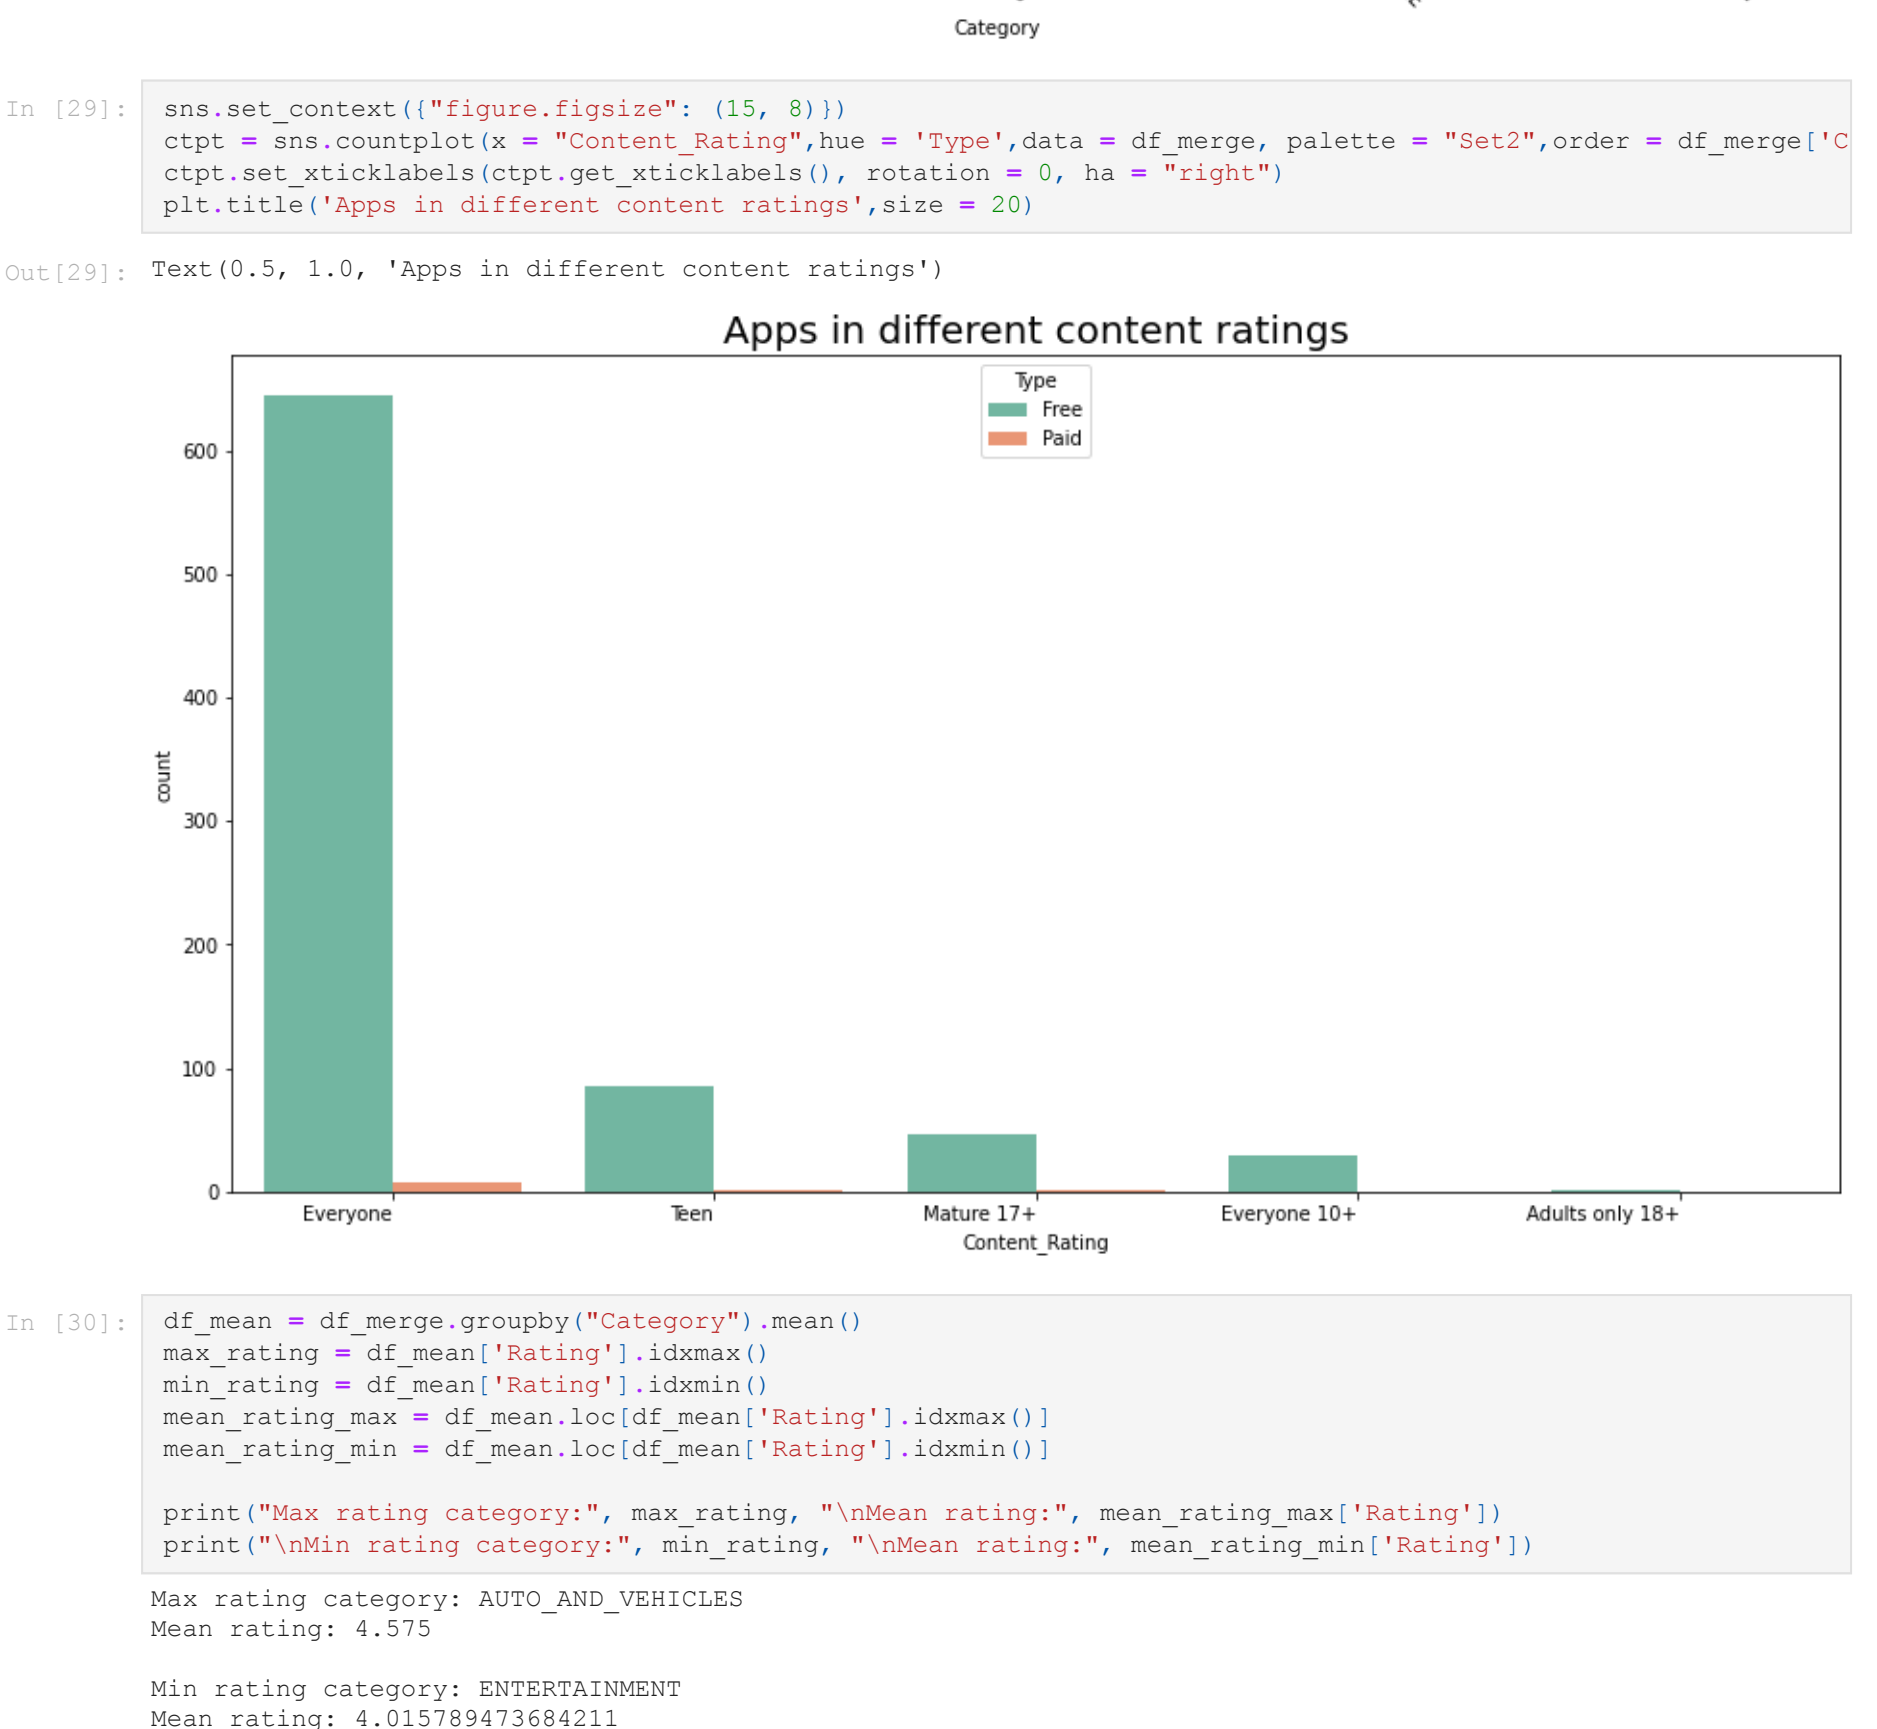 Category
In [29]:
sns.set_context({"figure.figsize": (15, 8)})
ctpt = sns.countplot(x = "Content_Rating",hue = 'Type',data = df_merge, palette = "Set2",order = df_merge['C
ctpt.set_xticklabels(ctpt.get_xticklabels(), rotation = 0, ha = "right")
plt.title('Apps in different content ratings',size = 20)
Out[29]: Text(0.5, 1.0, 'Apps in different content ratings')
Apps in different content ratings
Type
Free
Paid
600
500
400
300
200
100
0
count
Everyone Teen Mature 17+ Everyone 10+ Adults only 18+
Content_Rating
In [30]:
df_mean = df_merge.groupby("Category").mean()
max_rating = df_mean['Rating'].idxmax()
min_rating = df_mean['Rating'].idxmin()
mean_rating_max = df_mean.loc[df_mean['Rating'].idxmax()]
mean_rating_min = df_mean.loc[df_mean['Rating'].idxmin()]
print("Max rating category:", max_rating, "\nMean rating:", mean_rating_max['Rating'])
print("\nMin rating category:", min_rating, "\nMean rating:", mean_rating_min['Rating'])
Max rating category: AUTO_AND_VEHICLES
Mean rating: 4.575
Min rating category: ENTERTAINMENT
Mean rating: 4.015789473684211